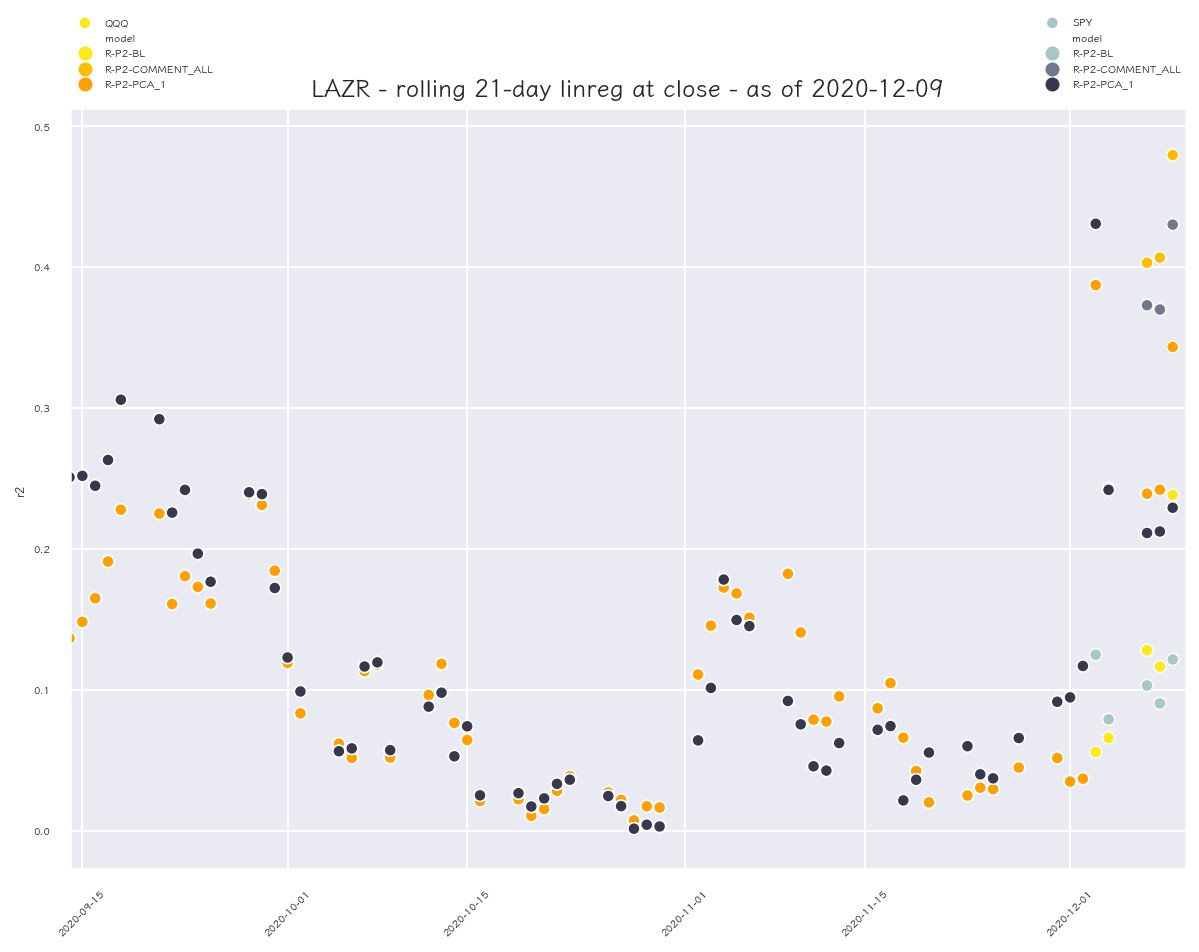 QQQ
model
R-P2-BL
R-P2-COMMENT_ALL
R-P2-PCA_1
SPY
model
R-P2-BL
R-P2-COMMENT_ALL
R-P2-PCA_1
LAZR - rolling 21-day linreg at close - as of 2020-12-09
0.5
0.4
0.3
0.2
0.1
0.0
r2
2020-09-15
2020-10-01
2020-10-15
2020-11-01
2020-11-15
2020-12-01